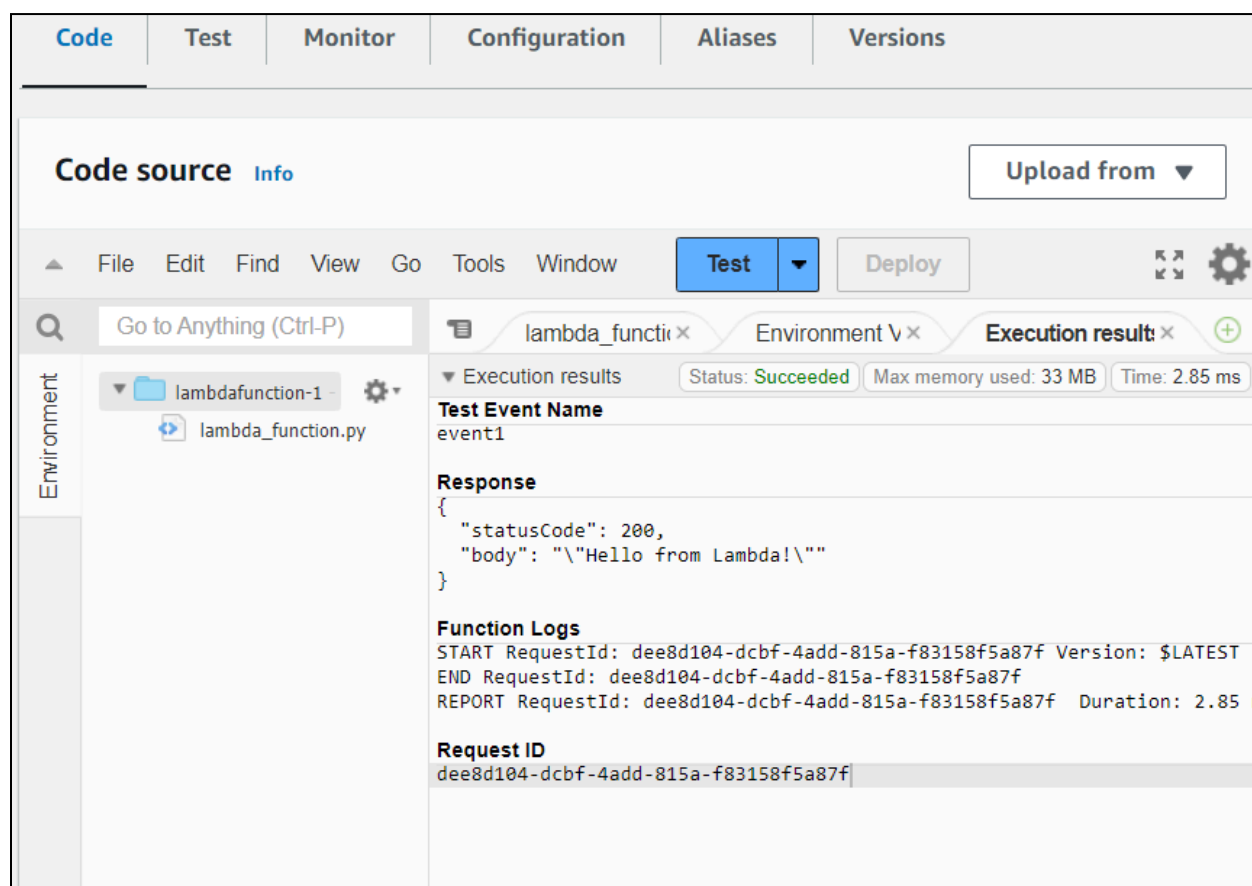 Code Test Monitor Configuration Aliases Versions
Code source Info
Upload from
File Edit Find View Go Tools Window Test Deploy
Go to Anything (Ctrl-P)
lambda_functi Environment V Execution results
Execution results Status: Succeeded Max memory used: 33 MB Time: 2.85 ms
Environment
lambdafunction-1 -
lambda_function.py
Test Event Name
event1
Response
{
"statusCode": 200,
"body": "\"Hello from Lambda!\""
}
Function Logs
START RequestId: dee8d104-dcbf-4add-815a-f83158f5a87f Version: $LATEST
END RequestId: dee8d104-dcbf-4add-815a-f83158f5a87f
REPORT RequestId: dee8d104-dcbf-4add-815a-f83158f5a87f Duration: 2.85
Request ID
dee8d104-dcbf-4add-815a-f83158f5a87f